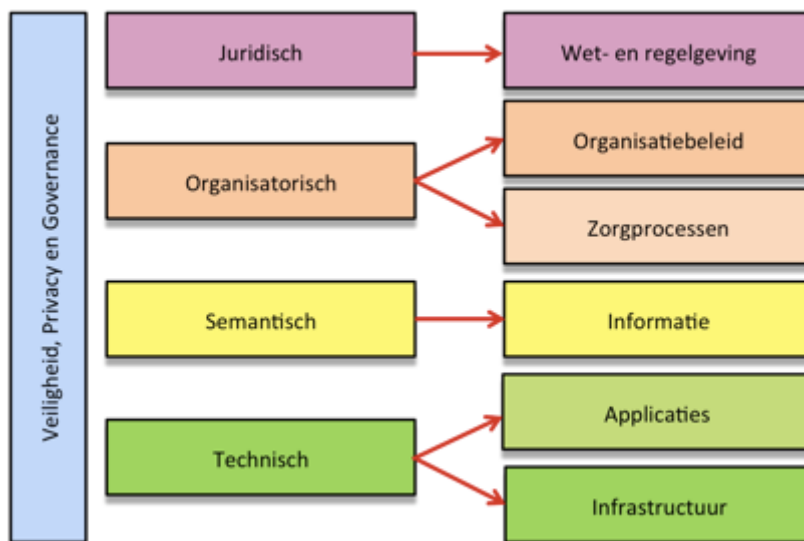 Veiligheid, Privacy en Governance
Juridisch
Wet- en regelgeving
Organisatorisch
Organisatiebeleid
Zorgprocessen
Semantisch
Informatie
Technisch
Applicaties
Infrastructuur